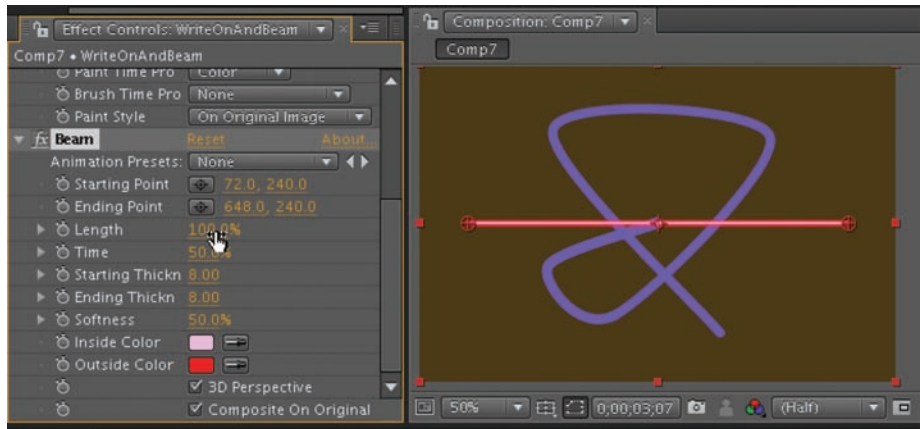 Effect Controls: WriteOnAndBeam
Comp7 • WriteOnAndBeam
Paint Time Pro Color
Brush Time Pro None
Paint Style On Original Image
fx Beam Reset About...
Animation Presets: None
Starting Point 72.0, 240.0
Ending Point 648.0, 240.0
Length 100.0%
Time 50.0%
Starting Thickn 8.00
Ending Thickn 8.00
Softness 50.0%
Inside Color
Outside Color
3D Perspective
Composite On Original
Composition: Comp7
Comp7
50% 0;00;03;07 (Half)